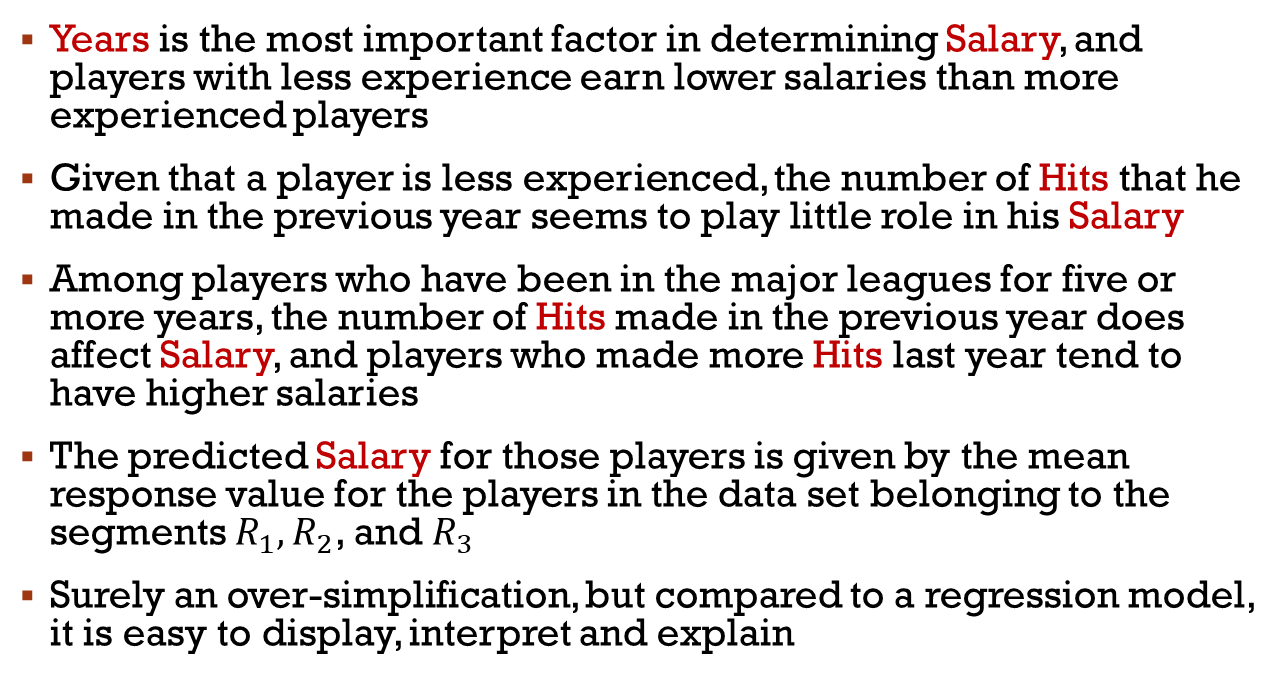 ▪ Years is the most important factor in determining Salary, and
players with less experience earn lower salaries than more
experienced players
▪ Given that a player is less experienced, the number of Hits that he
made in the previous year seems to play little role in his Salary
▪ Among players who have been in the major leagues for five or
more years, the number of Hits made in the previous year does
affect Salary, and players who made more Hits last year tend to
have higher salaries
▪ The predicted Salary for those players is given by the mean
response value for the players in the data set belonging to the
segments R₁, R₂, and R₃
▪ Surely an over-simplification, but compared to a regression model,
it is easy to display, interpret and explain